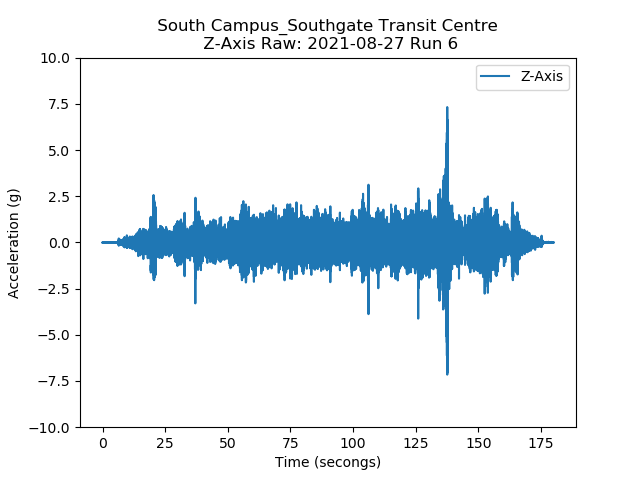 South Campus_Southgate Transit Centre
Z-Axis Raw: 2021-08-27 Run 6
Z-Axis
10.0
7.5
5.0
2.5
0.0
−2.5
−5.0
−7.5
−10.0
Acceleration (g)
0 25 50 75 100 125 150 175
Time (secongs)